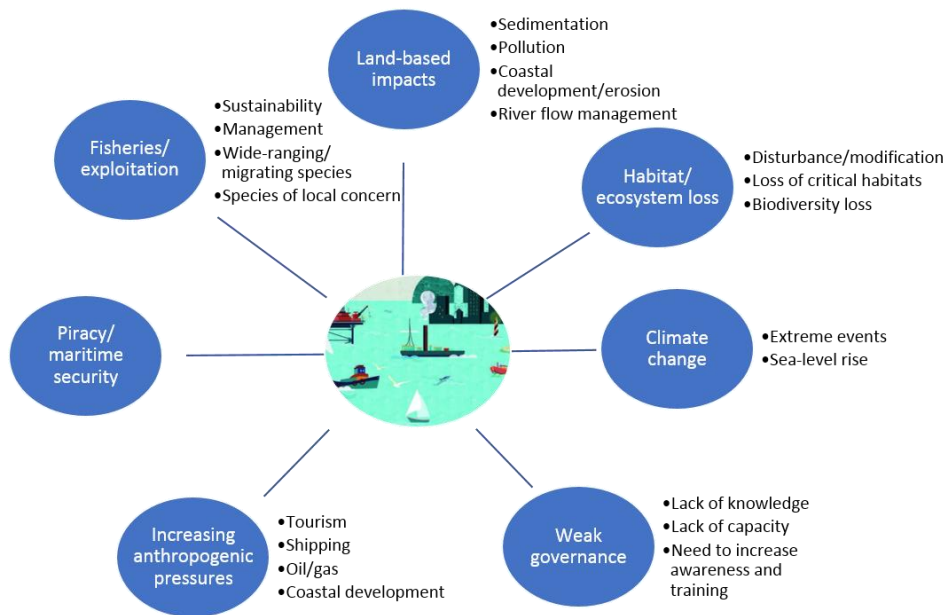 Land-based
impacts
•Sedimentation
•Pollution
•Coastal
development/erosion
•River flow management
Fisheries/
exploitation
•Sustainability
•Management
•Wide-ranging/
migrating species
•Species of local concern
Habitat/
ecosystem loss
•Disturbance/modification
•Loss of critical habitats
•Biodiversity loss
Piracy/
maritime
security
Climate
change
•Extreme events
•Sea-level rise
Increasing
anthropogenic
pressures
•Tourism
•Shipping
•Oil/gas
•Coastal development
Weak
governance
•Lack of knowledge
•Lack of capacity
•Need to increase
awareness and
training